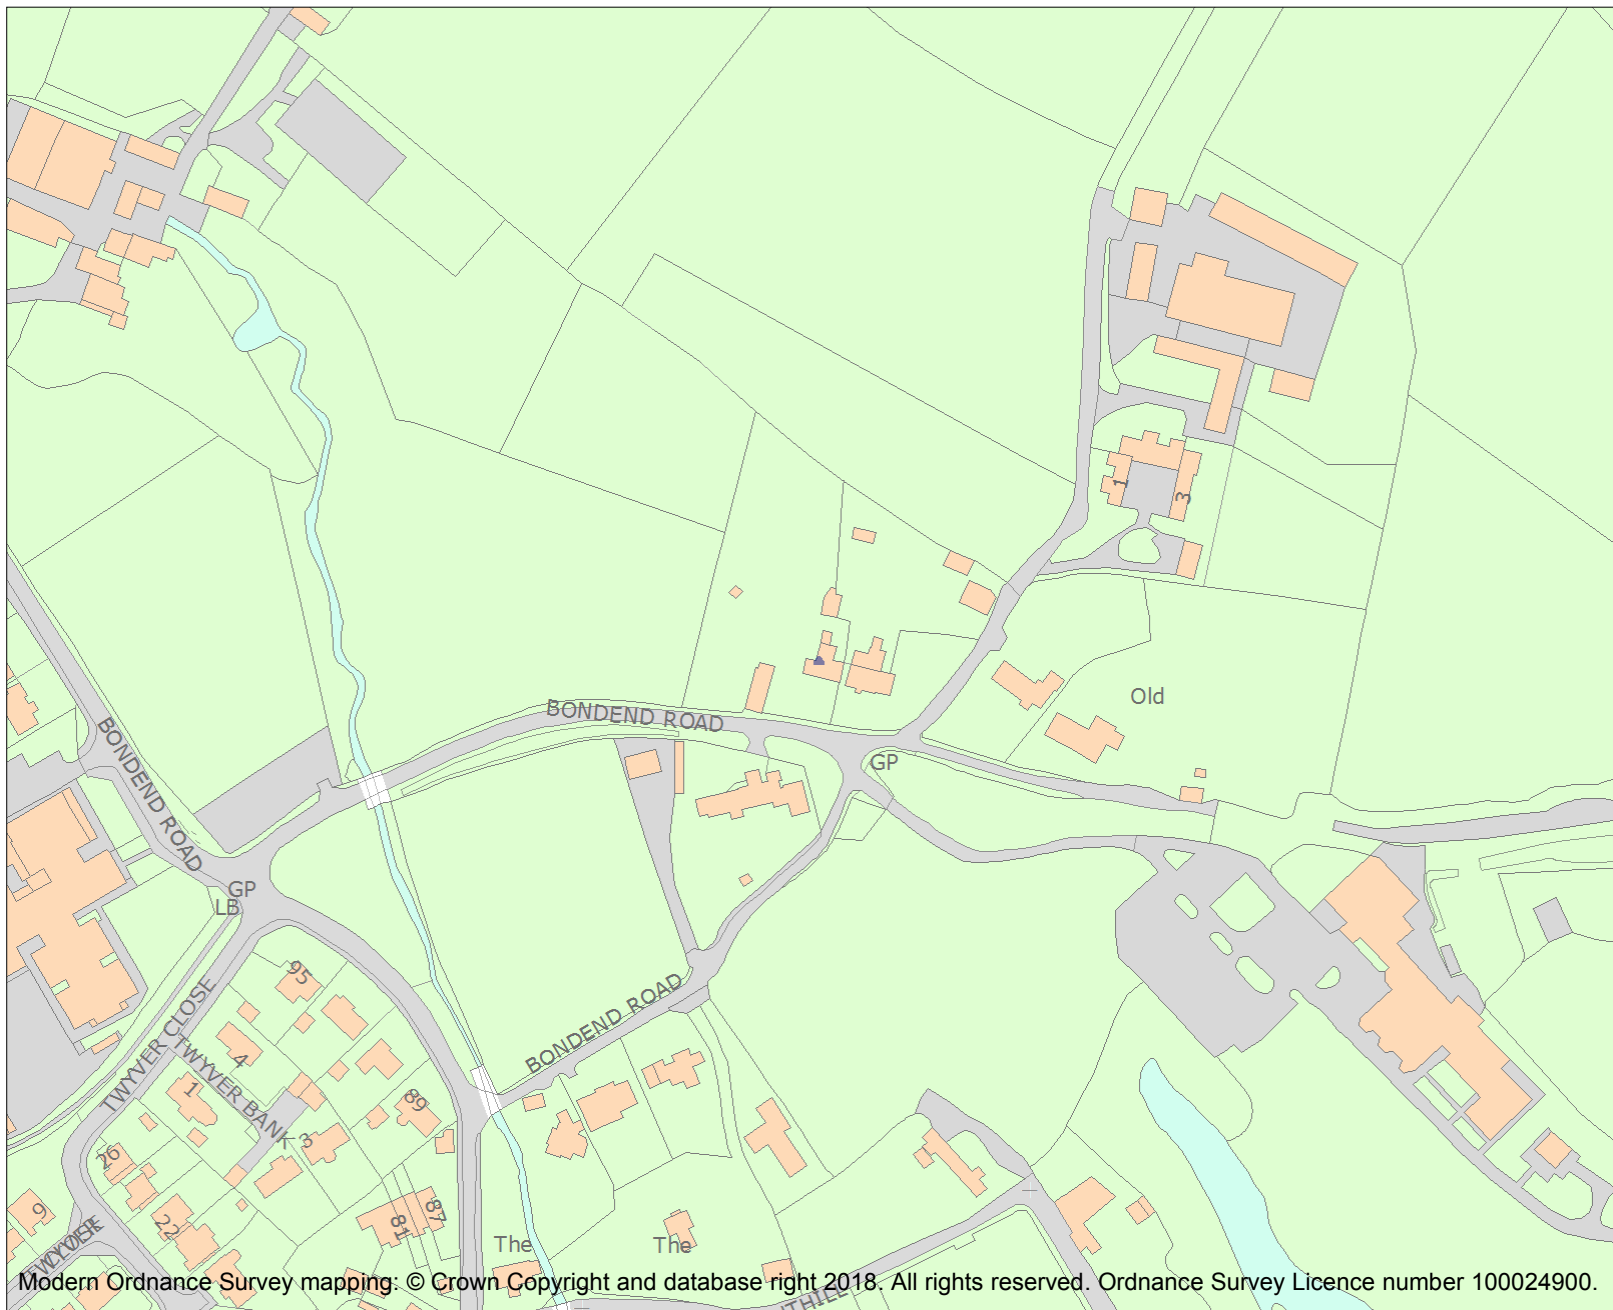 1
3
Old
BONDEND ROAD
BONDEND ROAD
GP
GP
LB
95
BONDEND ROAD
TWYVER CLOSE
TWYVER BANK
4
1
89
3
26
9
22
81
87
The
The
Modern Ordnance Survey mapping: © Crown Copyright and database right 2018. All rights reserved. Ordnance Survey Licence number 100024900.